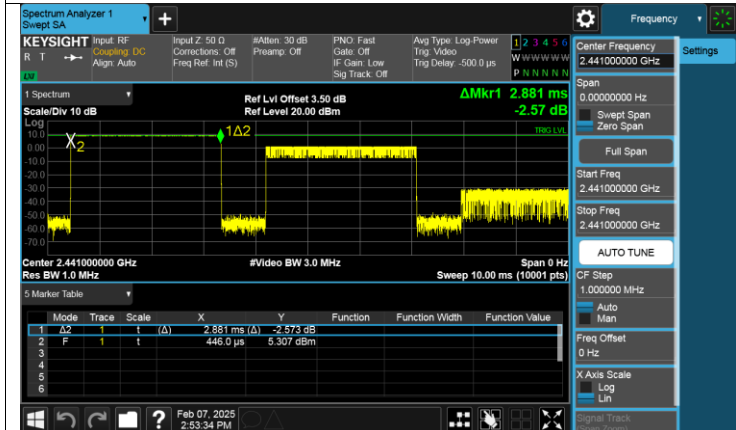 Spectrum Analyzer 1
Swept SA
Frequency
KEYSIGHT
R T
LV
Input: RF
Coupling: DC
Align: Auto
Input Z: 50 Ω
Corrections: Off
Freq Ref: Int (S)
#Atten: 30 dB
Preamp: Off
PNO: Fast
Gate: Off
IF Gain: Low
Sig Track: Off
Avg Type: Log-Power
Trig: Video
Trig Delay: -500.0 µs
1 2 3 4 5 6
W W W W W W
P N N N N N
1 Spectrum
Scale/Div 10 dB
Ref Lvl Offset 3.50 dB
Ref Level 20.00 dBm
ΔMkr1 2.881 ms
-2.57 dB
Log
TRIG LVL
10.0
0.00
-10.0
-20.0
-30.0
-40.0
-50.0
-60.0
-70.0
X2
1Δ2
Center 2.441000000 GHz
Res BW 1.0 MHz
#Video BW 3.0 MHz
Span 0 Hz
Sweep 10.00 ms (10001 pts)
5 Marker Table
Mode Trace Scale X Y Function Function Width Function Value
1 Δ2 1 t (Δ) 2.881 ms (Δ) -2.573 dB
2 F 1 t 446.0 µs 5.307 dBm
3
4
5
6
Feb 07, 2025
2:53:34 PM
Center Frequency
2.441000000 GHz
Settings
Span
0.00000000 Hz
Swept Span
Zero Span
Full Span
Start Freq
2.441000000 GHz
Stop Freq
2.441000000 GHz
AUTO TUNE
CF Step
1.000000 MHz
Auto
Man
Freq Offset
0 Hz
X Axis Scale
Log
Lin
Signal Track
(Span Zoom)